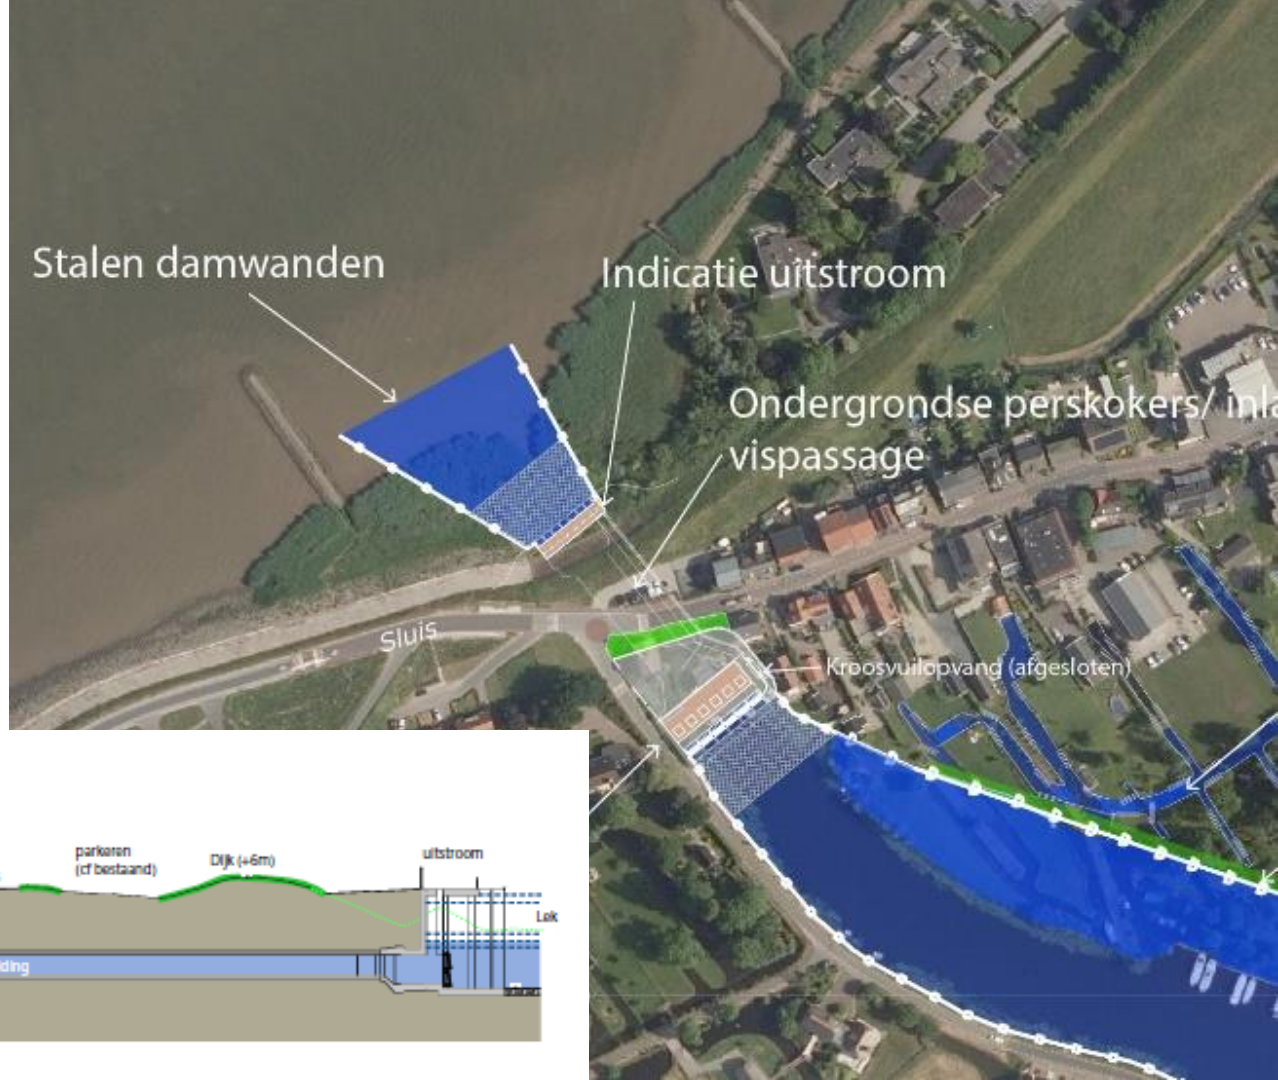 Stalen damwanden
Indicatie uitstroom
Ondergrondse perskokers/ inla
vispassage
Sluis
Kroosvuilopvang (afgesloten)
parkeren
(cf bestaand)
Dijk (+6m)
uitstroom
Lek
ding